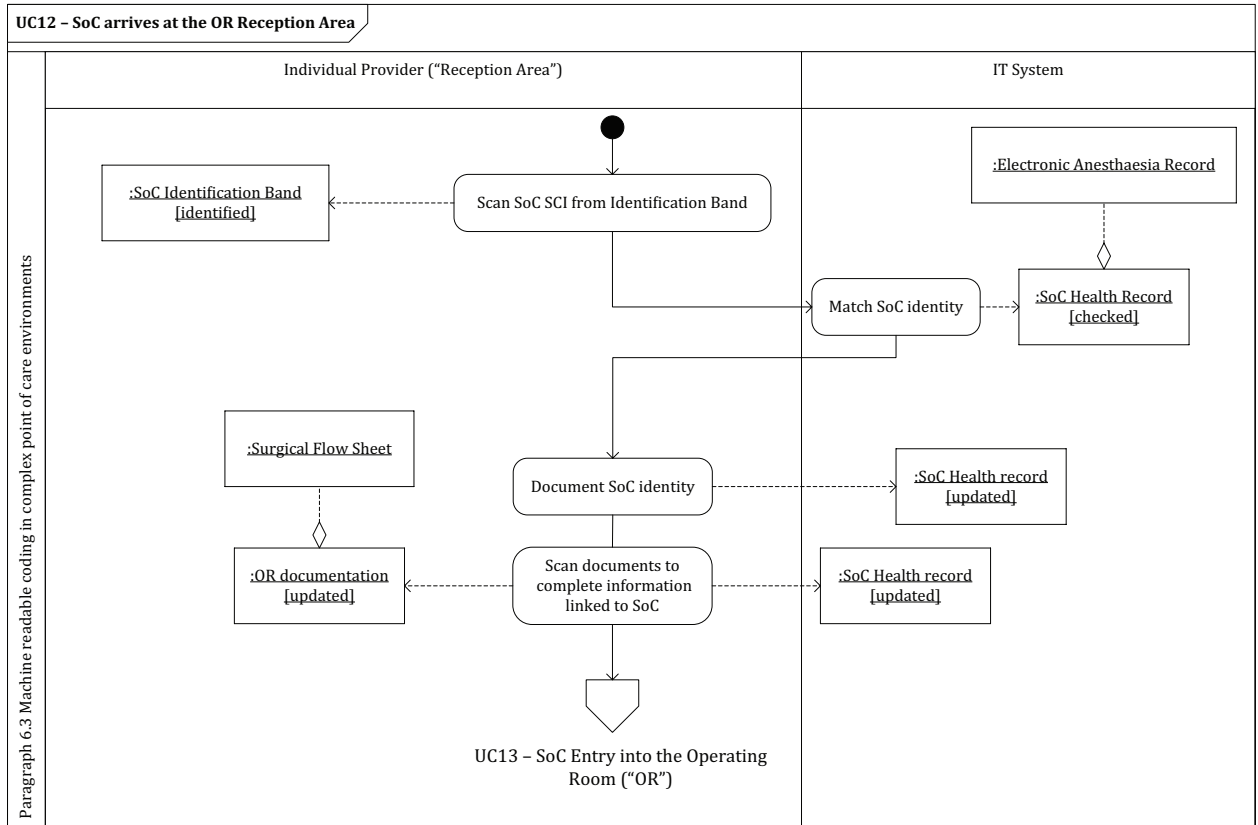 UC12 – SoC arrives at the OR Reception Area
Individual Provider (“Reception Area”)
IT System
Paragraph 6.3 Machine readable coding in complex point of care environments
:Electronic Anesthaesia Record
:SoC Identification Band
[identified]
Scan SoC SCI from Identification Band
Match SoC identity
:SoC Health Record
[checked]
:Surgical Flow Sheet
Document SoC identity
:SoC Health record
[updated]
:OR documentation
[updated]
Scan documents to
complete information
linked to SoC
:SoC Health record
[updated]
UC13 – SoC Entry into the Operating
Room (“OR”)